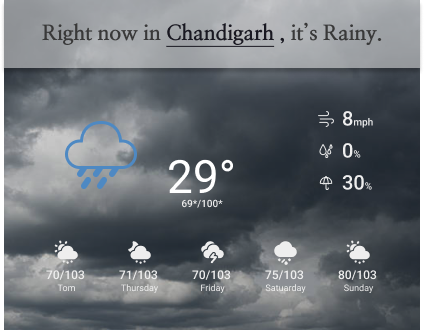 Right now in Chandigarh , it's Rainy.
8mph
0%
30%
29°
69*/100*
70/103
71/103
70/103
75/103
80/103
Tom
Thursday
Friday
Satuarday
Sunday